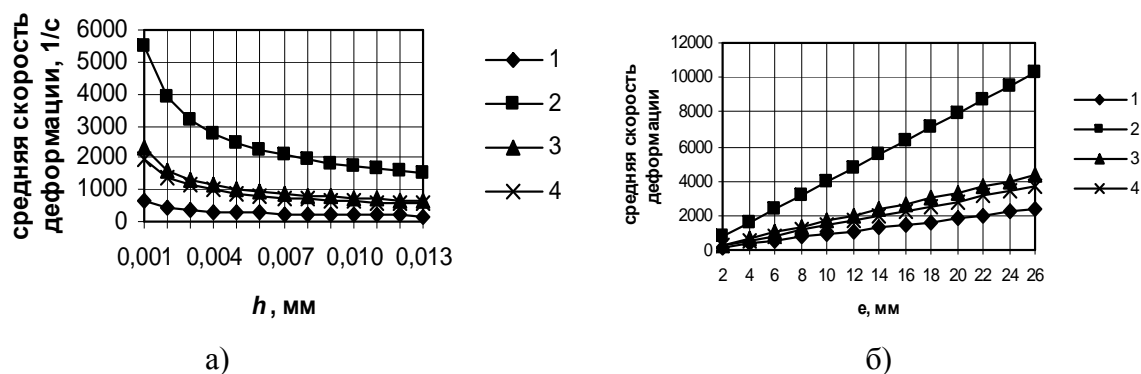 средняя скорость
деформации, 1/с
6000
5000
4000
3000
2000
1000
0
0,001 0,004 0,007 0,010 0,013
h, мм
1
2
3
4
а)
средняя скорость
деформации
12000
10000
8000
6000
4000
2000
0
2 4 6 8 10 12 14 16 18 20 22 24 26
е, мм
1
2
3
4
б)